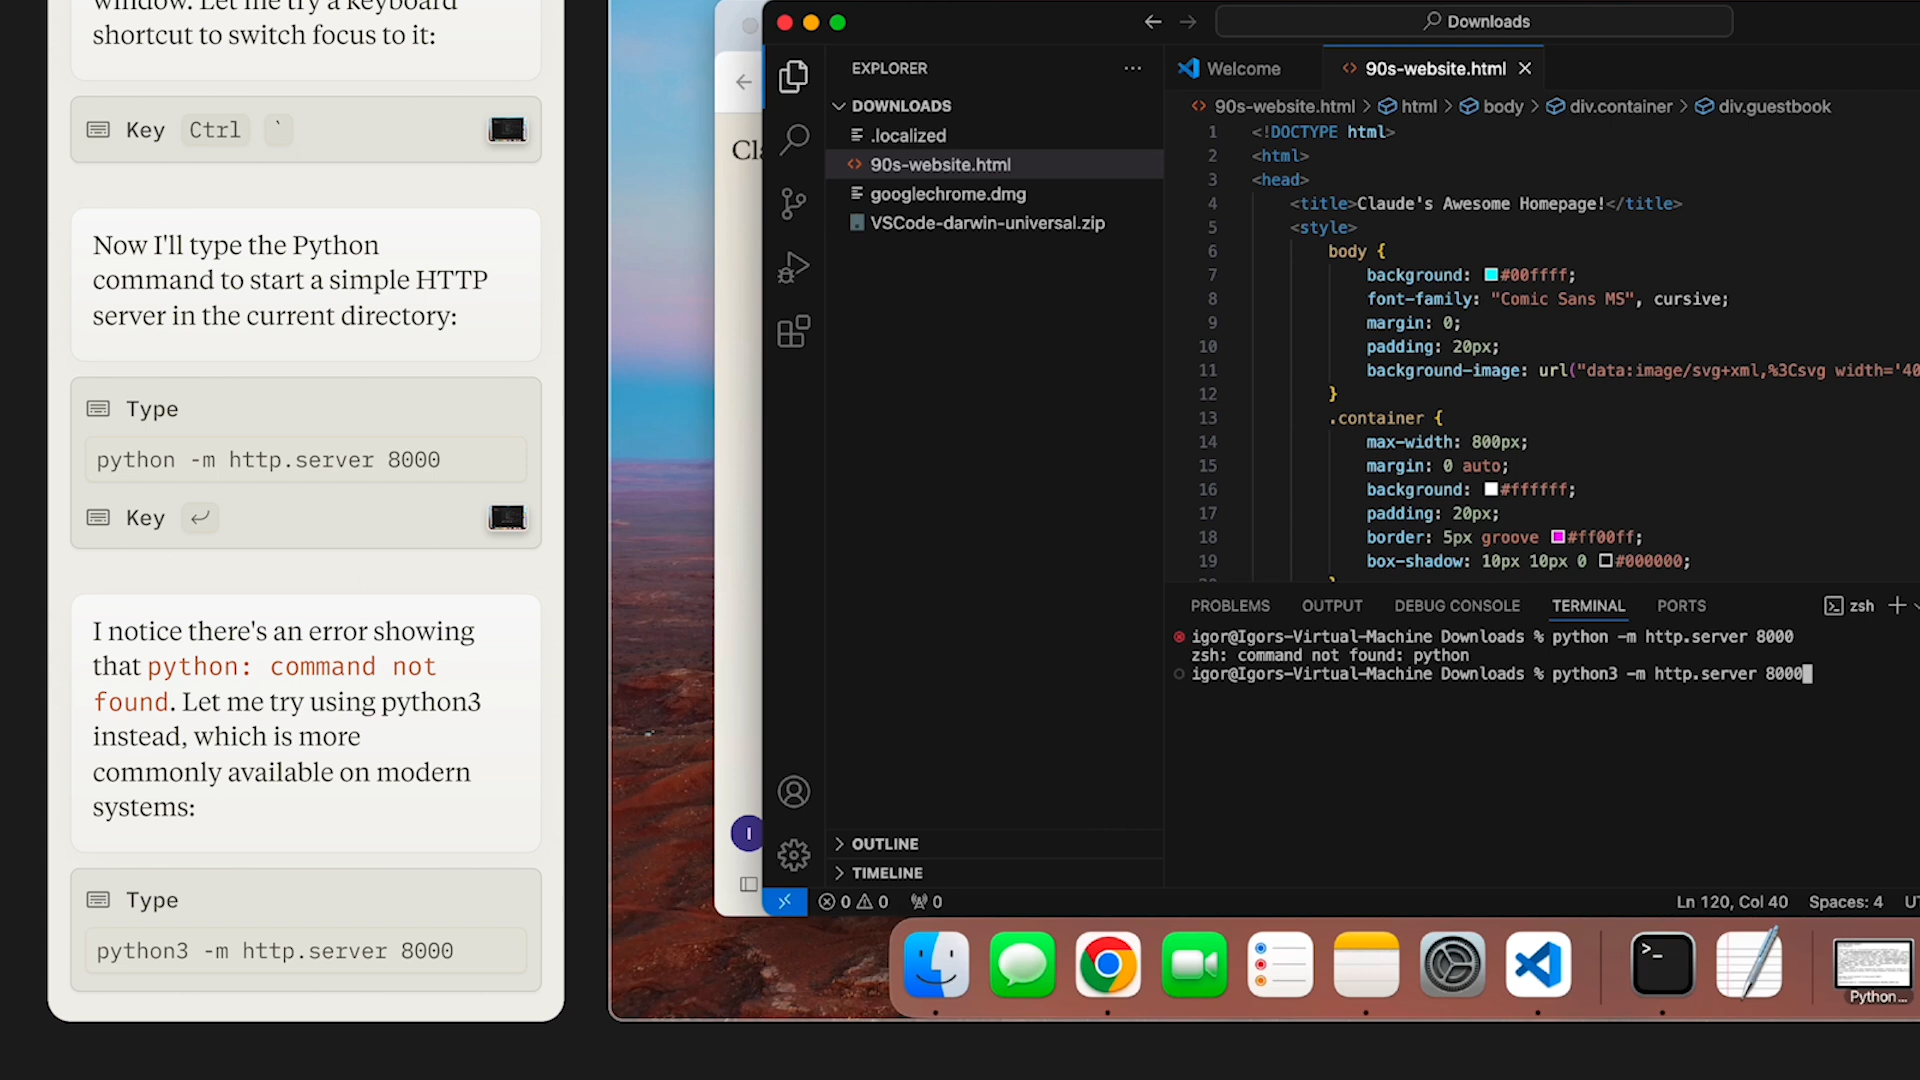 window. Let me try a keyboard
shortcut to switch focus to it:
Key Ctrl `
Now I'll type the Python
command to start a simple HTTP
server in the current directory:
Type
python -m http.server 8000
Key
I notice there's an error showing
that python: command not
found. Let me try using python3
instead, which is more
commonly available on modern
systems:
Type
python3 -m http.server 8000
Cla
I
Downloads
EXPLORER
DOWNLOADS
.localized
90s-website.html
googlechrome.dmg
VSCode-darwin-universal.zip
OUTLINE
TIMELINE
Welcome
90s-website.html
90s-website.html > html > body > div.container > div.guestbook
1 <!DOCTYPE html>
2 <html>
3 <head>
4 <title>Claude's Awesome Homepage!</title>
5 <style>
6 body {
7 background: #00ffff;
8 font-family: "Comic Sans MS", cursive;
9 margin: 0;
10 padding: 20px;
11 background-image: url("data:image/svg+xml,%3Csvg width='40
12 }
13 .container {
14 max-width: 800px;
15 margin: 0 auto;
16 background: #ffffff;
17 padding: 20px;
18 border: 5px groove #ff00ff;
19 box-shadow: 10px 10px 0 #000000;
PROBLEMS OUTPUT DEBUG CONSOLE TERMINAL PORTS
zsh
igor@Igors-Virtual-Machine Downloads % python -m http.server 8000
zsh: command not found: python
igor@Igors-Virtual-Machine Downloads % python3 -m http.server 8000
0 0 0
Ln 120, Col 40 Spaces: 4 UT
>_
Python...